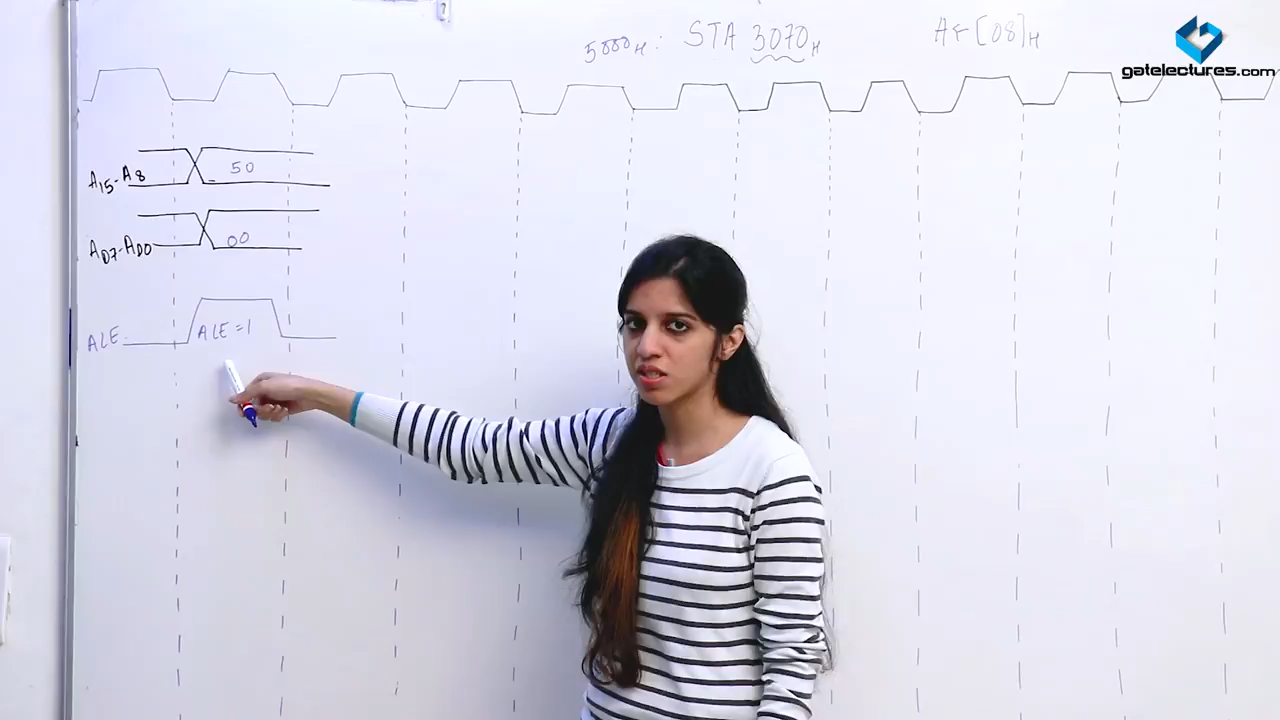 5000H: STA 3070H A←[08]H
gatelectures.com
A15-A8 50
AD7-AD0 00
ALE ALE=1